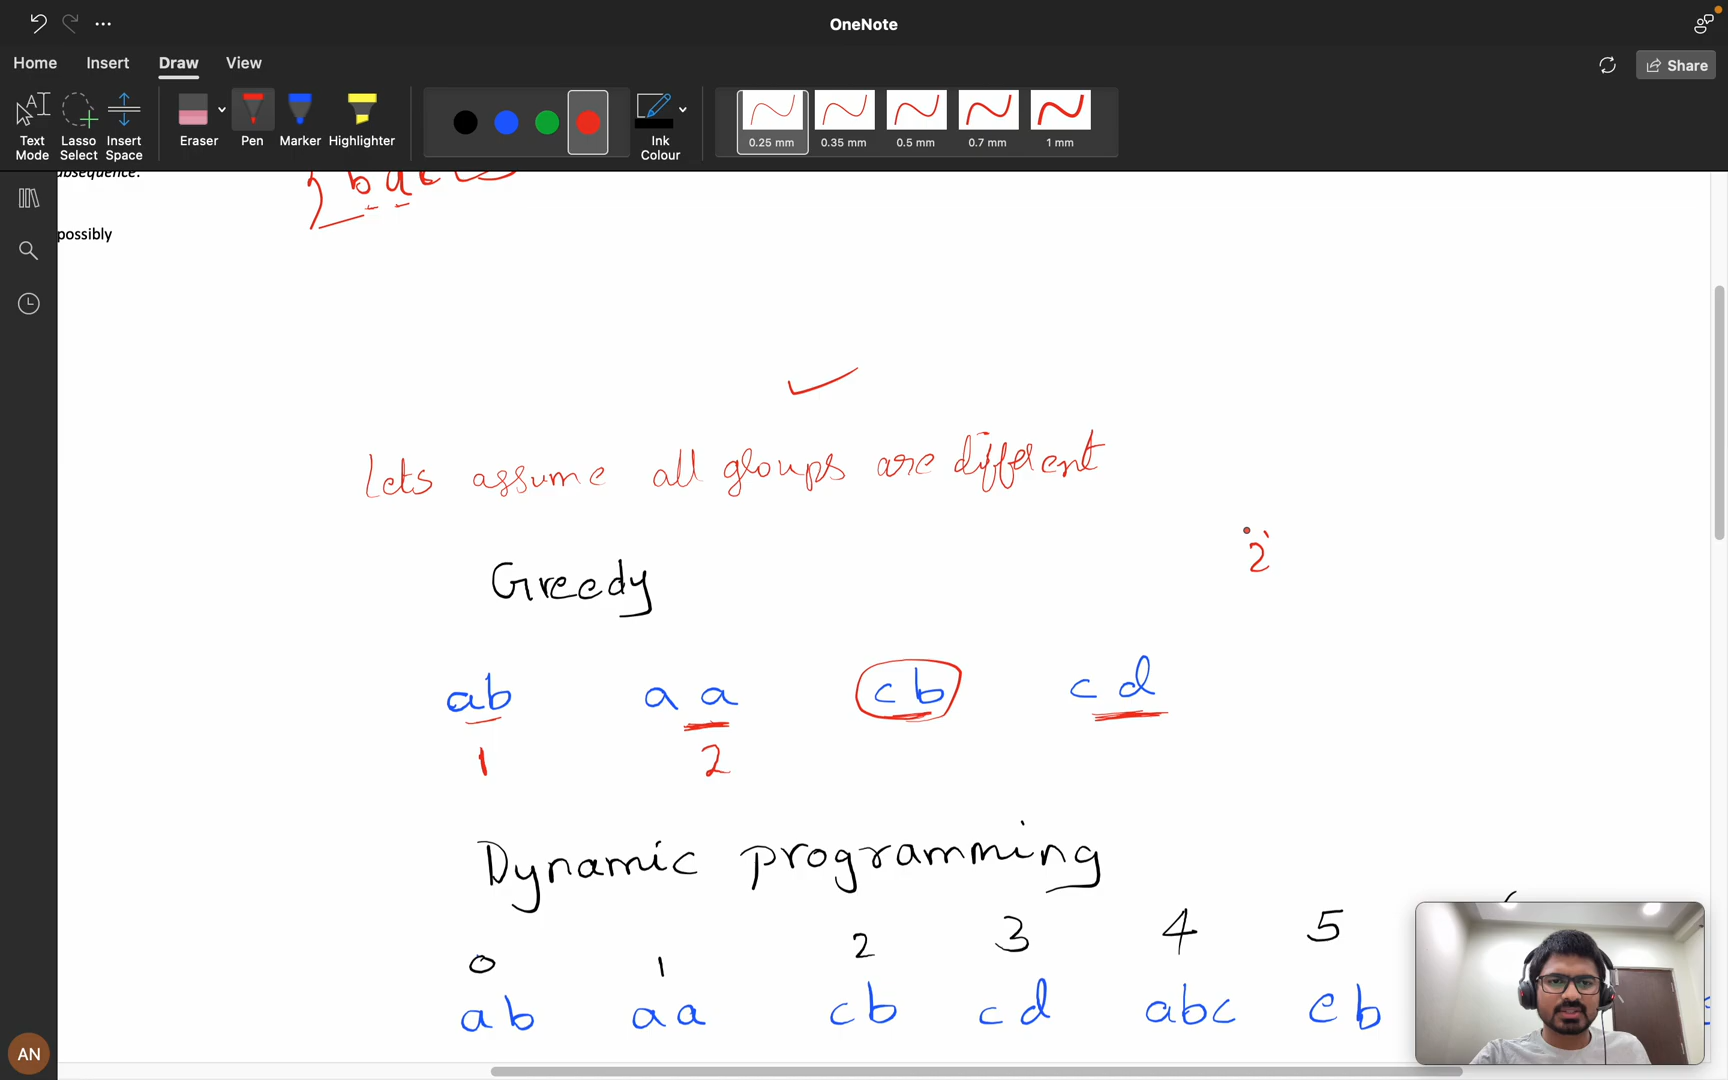 OneNote
Home Insert Draw View
Share
Text Mode
Lasso Select
Insert Space
Eraser
Pen
Marker
Highlighter
Ink Colour
0.25 mm
0.35 mm
0.5 mm
0.7 mm
1 mm
absequence.
possibly
Lets assume all gloups are different
2
Greedy
ab aa cb cd
1 2
Dynamic programming
0 1 2 3 4 5
ab aa cb cd abc eb
AN